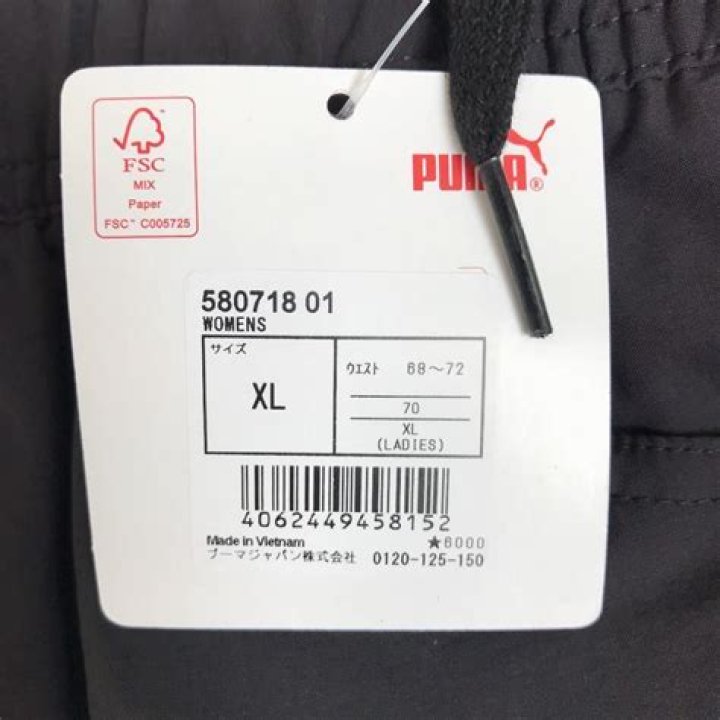 FSC
MIX
Paper
FSC™ C005725
PUMA®
580718 01
WOMENS
サイズ
XL
ウエスト 68～72
70
XL
(LADIES)
4062449458152
Made in Vietnam
★6000
プーマジャパン株式会社 0120-125-150